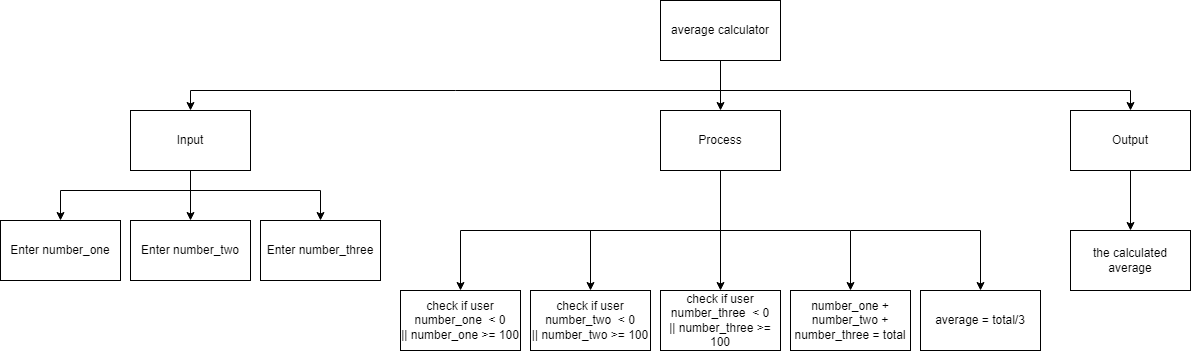 average calculator
Input
Process
Output
Enter number_one
Enter number_two
Enter number_three
the calculated
average
check if user
number_one < 0
|| number_one >= 100
check if user
number_two < 0
|| number_two >= 100
check if user
number_three < 0
|| number_three >=
100
number_one +
number_two +
number_three = total
average = total/3